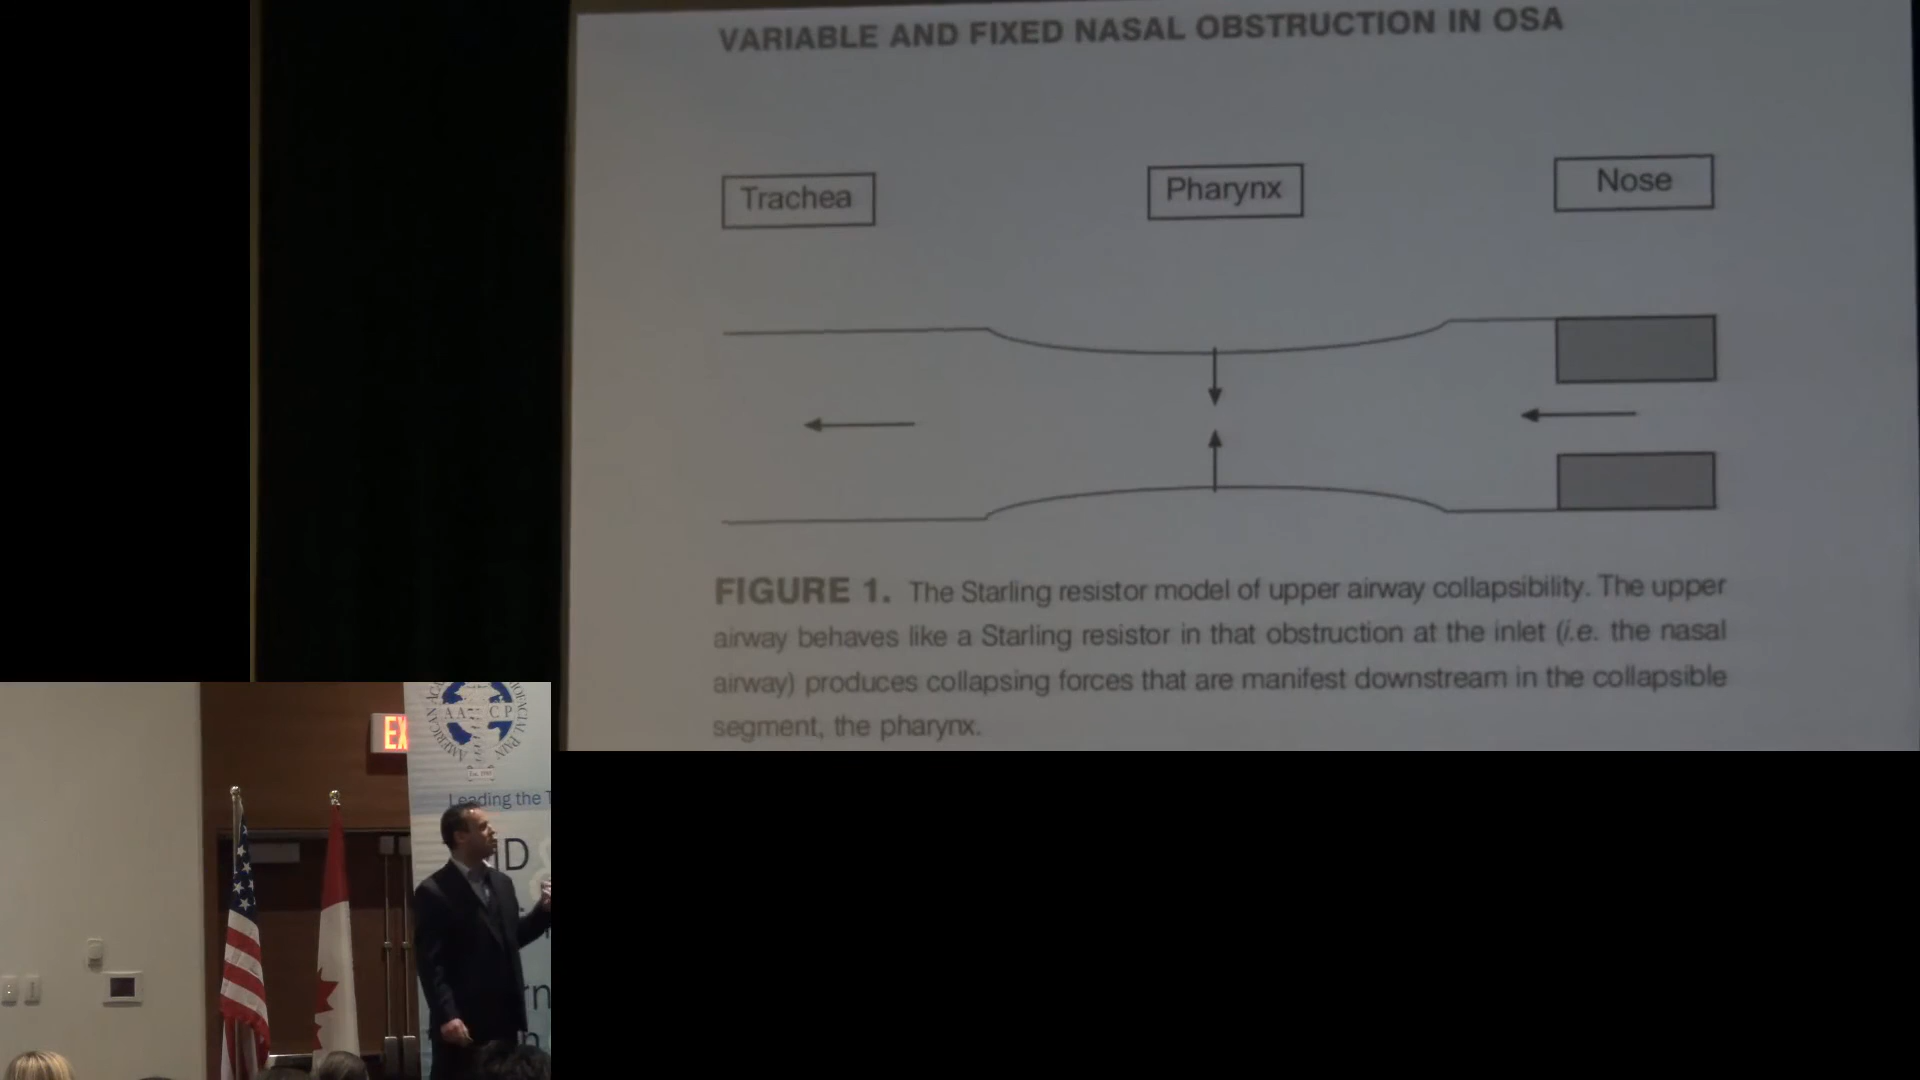 VARIABLE AND FIXED NASAL OBSTRUCTION IN OSA
Trachea
Pharynx
Nose
FIGURE 1. The Starling resistor model of upper airway collapsibility. The upper
airway behaves like a Starling resistor in that obstruction at the inlet (i.e. the nasal
airway) produces collapsing forces that are manifest downstream in the collapsible
segment, the pharynx.
EX
AMERICAN
PAIN
Leading the T